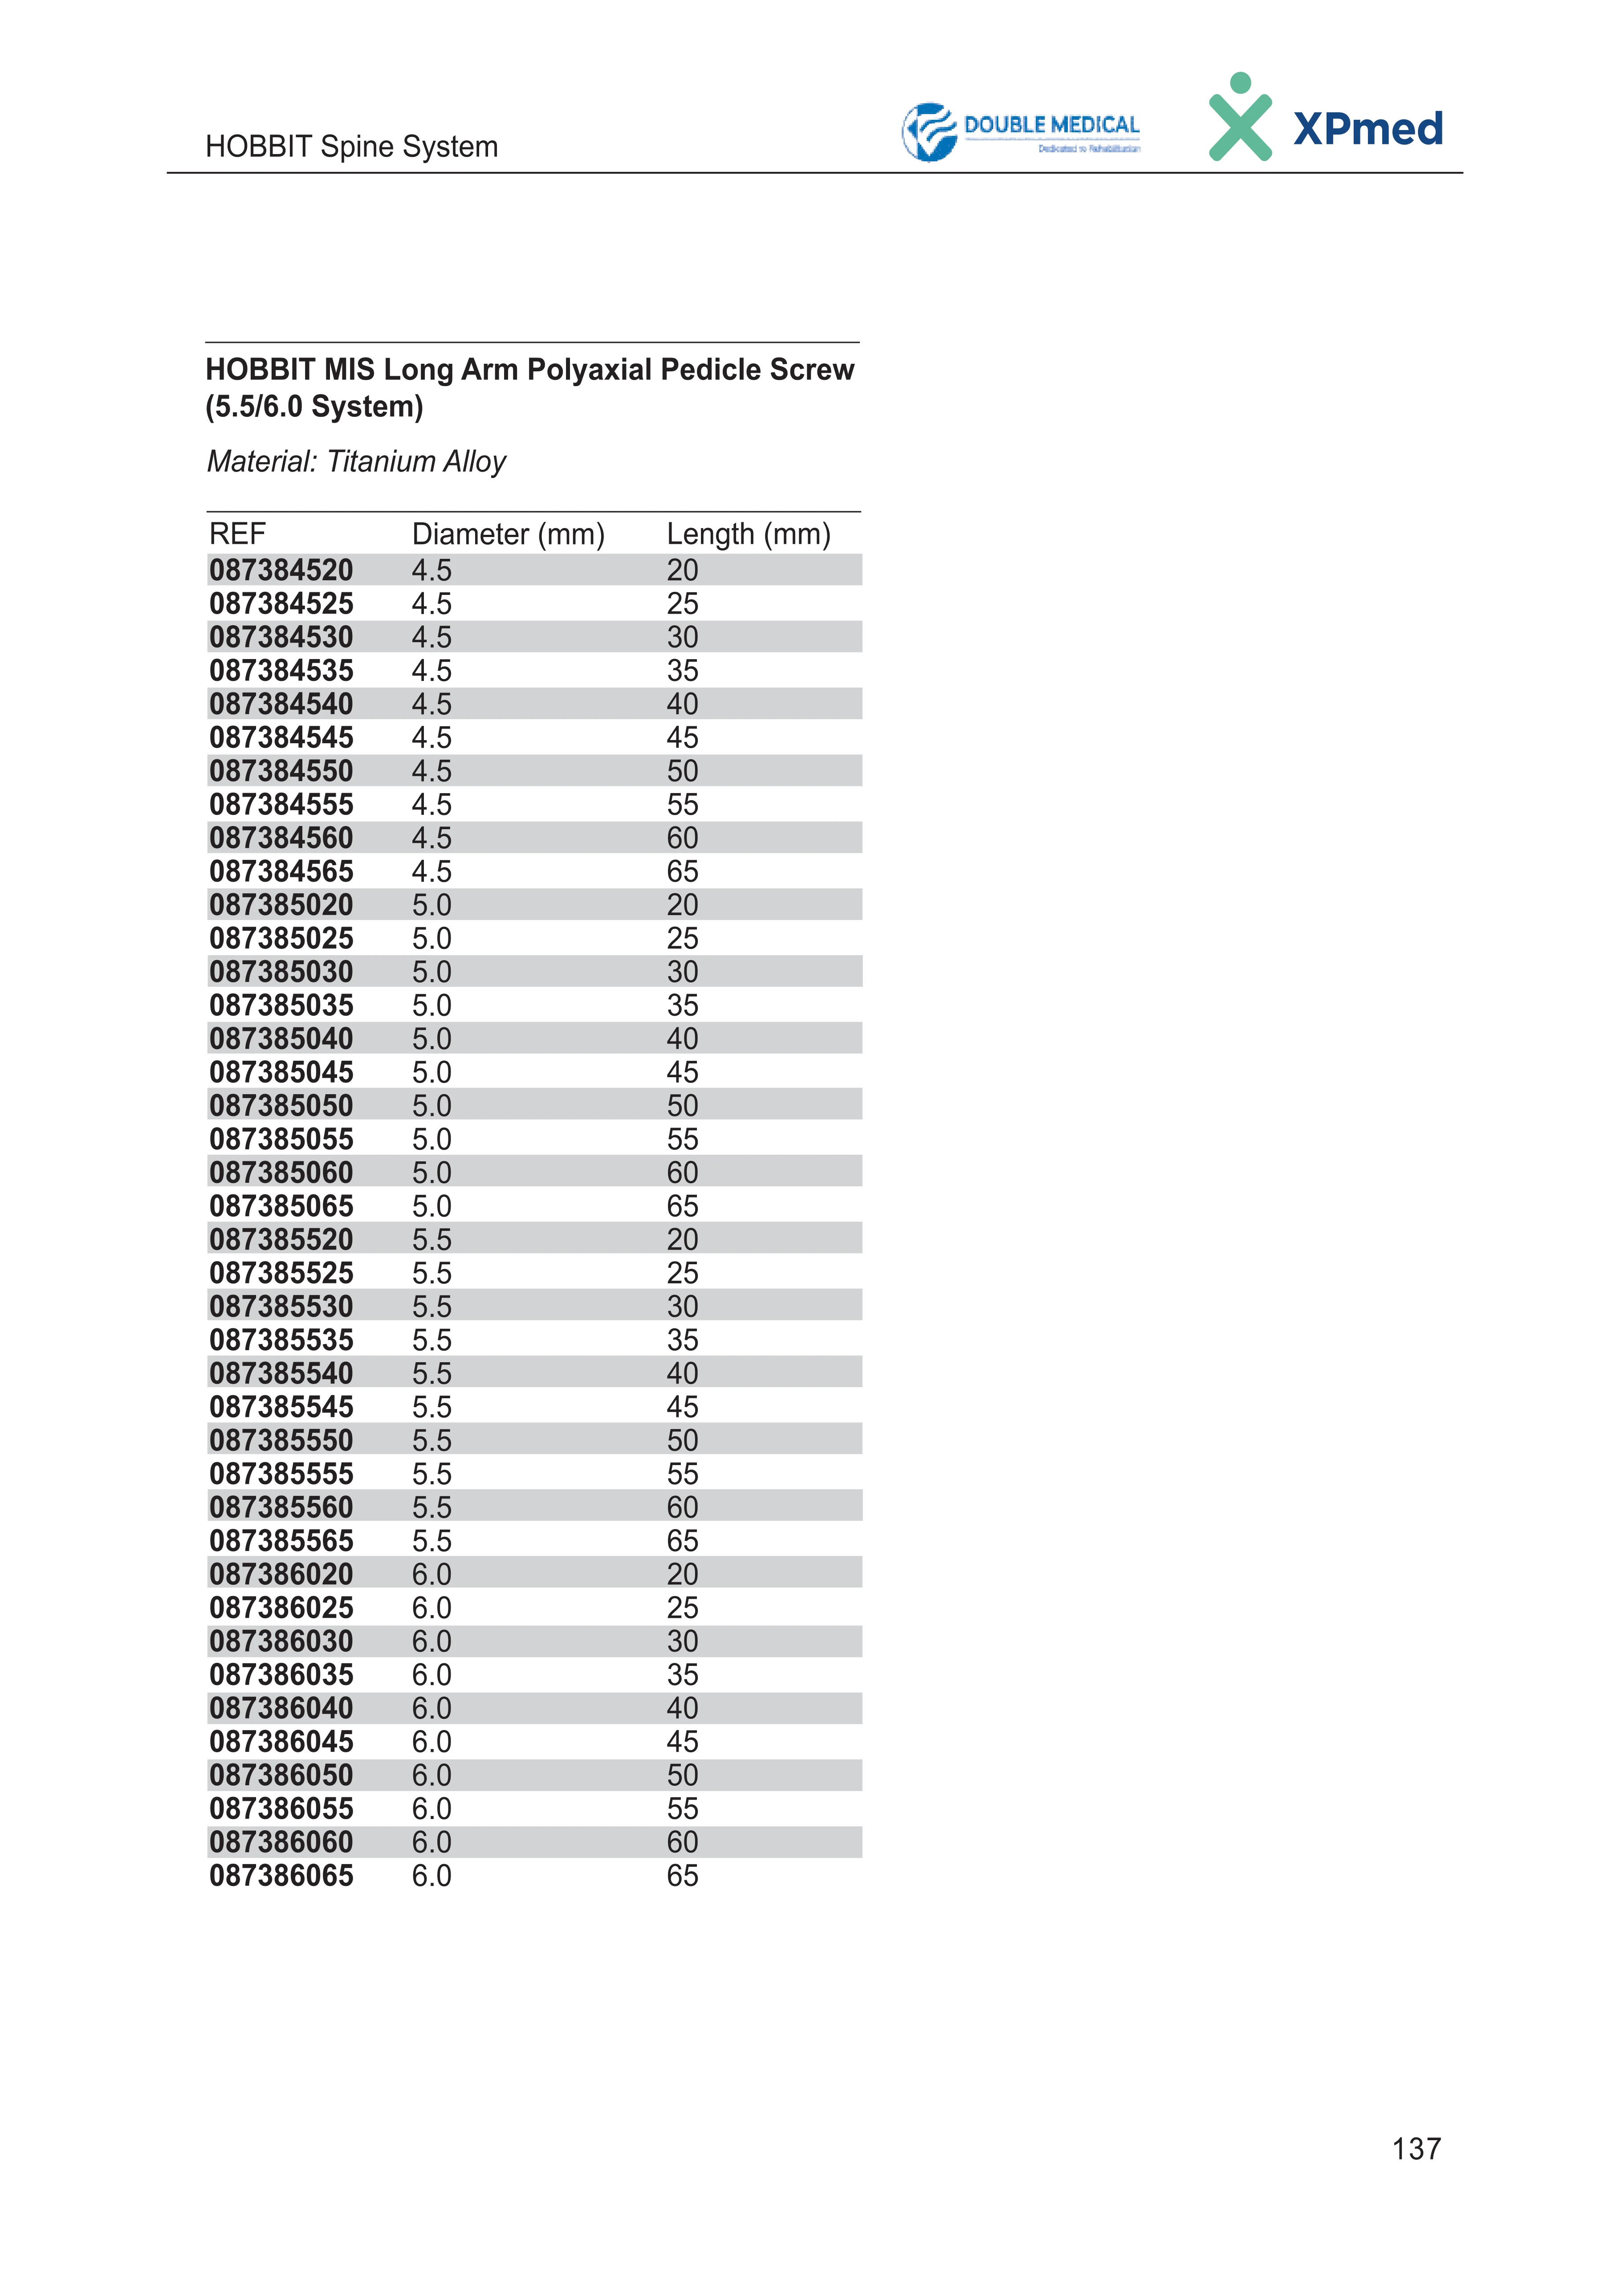 HOBBIT Spine System
DOUBLE MEDICAL
Dedicated to Rehabilitation
XPmed
HOBBIT MIS Long Arm Polyaxial Pedicle Screw
(5.5/6.0 System)
Material: Titanium Alloy
REF Diameter (mm) Length (mm)
087384520 4.5 20
087384525 4.5 25
087384530 4.5 30
087384535 4.5 35
087384540 4.5 40
087384545 4.5 45
087384550 4.5 50
087384555 4.5 55
087384560 4.5 60
087384565 4.5 65
087385020 5.0 20
087385025 5.0 25
087385030 5.0 30
087385035 5.0 35
087385040 5.0 40
087385045 5.0 45
087385050 5.0 50
087385055 5.0 55
087385060 5.0 60
087385065 5.0 65
087385520 5.5 20
087385525 5.5 25
087385530 5.5 30
087385535 5.5 35
087385540 5.5 40
087385545 5.5 45
087385550 5.5 50
087385555 5.5 55
087385560 5.5 60
087385565 5.5 65
087386020 6.0 20
087386025 6.0 25
087386030 6.0 30
087386035 6.0 35
087386040 6.0 40
087386045 6.0 45
087386050 6.0 50
087386055 6.0 55
087386060 6.0 60
087386065 6.0 65
137